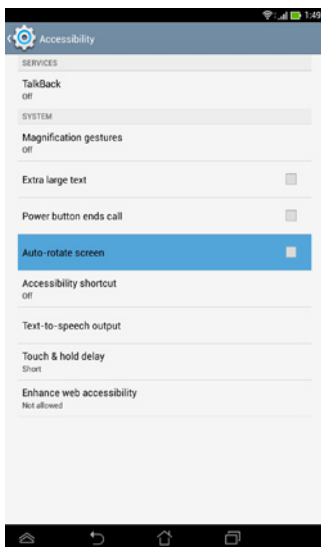 1:49
Accessibility
SERVICES
TalkBack
Off
SYSTEM
Magnification gestures
Off
Extra large text
Power button ends call
Auto-rotate screen
Accessibility shortcut
Off
Text-to-speech output
Touch & hold delay
Short
Enhance web accessibility
Not allowed